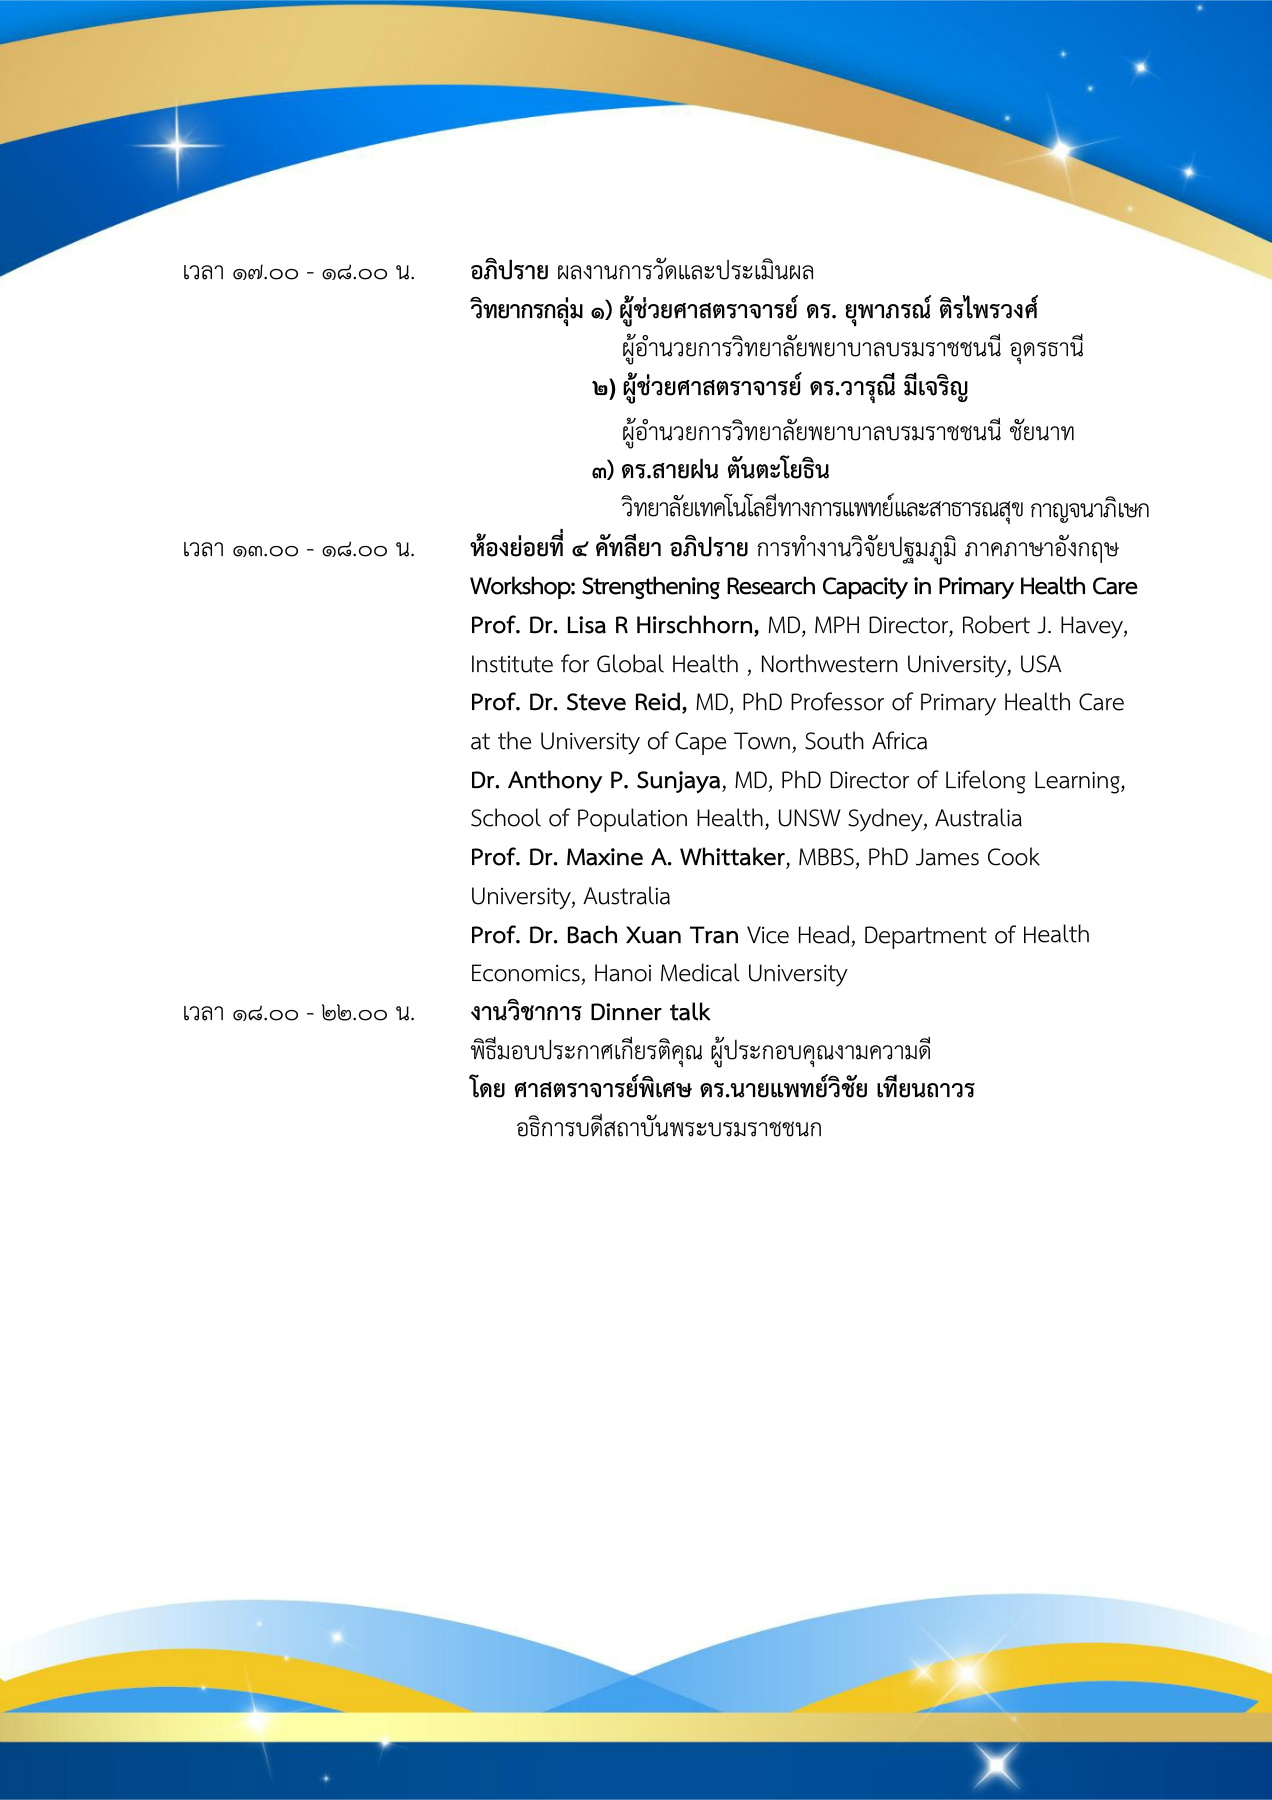 เวลา ๑๗.๐๐ - ๑๘.๐๐ น. อภิปราย ผลงานการวัดและประเมินผล
วิทยากรกลุ่ม ๑) ผู้ช่วยศาสตราจารย์ ดร. ยุพาภรณ์ ติรไพรวงศ์
ผู้อำนวยการวิทยาลัยพยาบาลบรมราชชนนี อุดรธานี
๒) ผู้ช่วยศาสตราจารย์ ดร.วารุณี มีเจริญ
ผู้อำนวยการวิทยาลัยพยาบาลบรมราชชนนี ชัยนาท
๓) ดร.สายฝน ตันตะโยธิน
วิทยาลัยเทคโนโลยีทางการแพทย์และสาธารณสุข กาญจนาภิเษก
เวลา ๑๓.๐๐ - ๑๘.๐๐ น. ห้องย่อยที่ ๔ คัทลียา อภิปราย การทำงานวิจัยปฐมภูมิ ภาคภาษาอังกฤษ
Workshop: Strengthening Research Capacity in Primary Health Care
Prof. Dr. Lisa R Hirschhorn, MD, MPH Director, Robert J. Havey,
Institute for Global Health , Northwestern University, USA
Prof. Dr. Steve Reid, MD, PhD Professor of Primary Health Care
at the University of Cape Town, South Africa
Dr. Anthony P. Sunjaya, MD, PhD Director of Lifelong Learning,
School of Population Health, UNSW Sydney, Australia
Prof. Dr. Maxine A. Whittaker, MBBS, PhD James Cook
University, Australia
Prof. Dr. Bach Xuan Tran Vice Head, Department of Health
Economics, Hanoi Medical University
เวลา ๑๘.๐๐ - ๒๒.๐๐ น. งานวิชาการ Dinner talk
พิธีมอบประกาศเกียรติคุณ ผู้ประกอบคุณงามความดี
โดย ศาสตราจารย์พิเศษ ดร.นายแพทย์วิชัย เทียนถาวร
อธิการบดีสถาบันพระบรมราชชนก